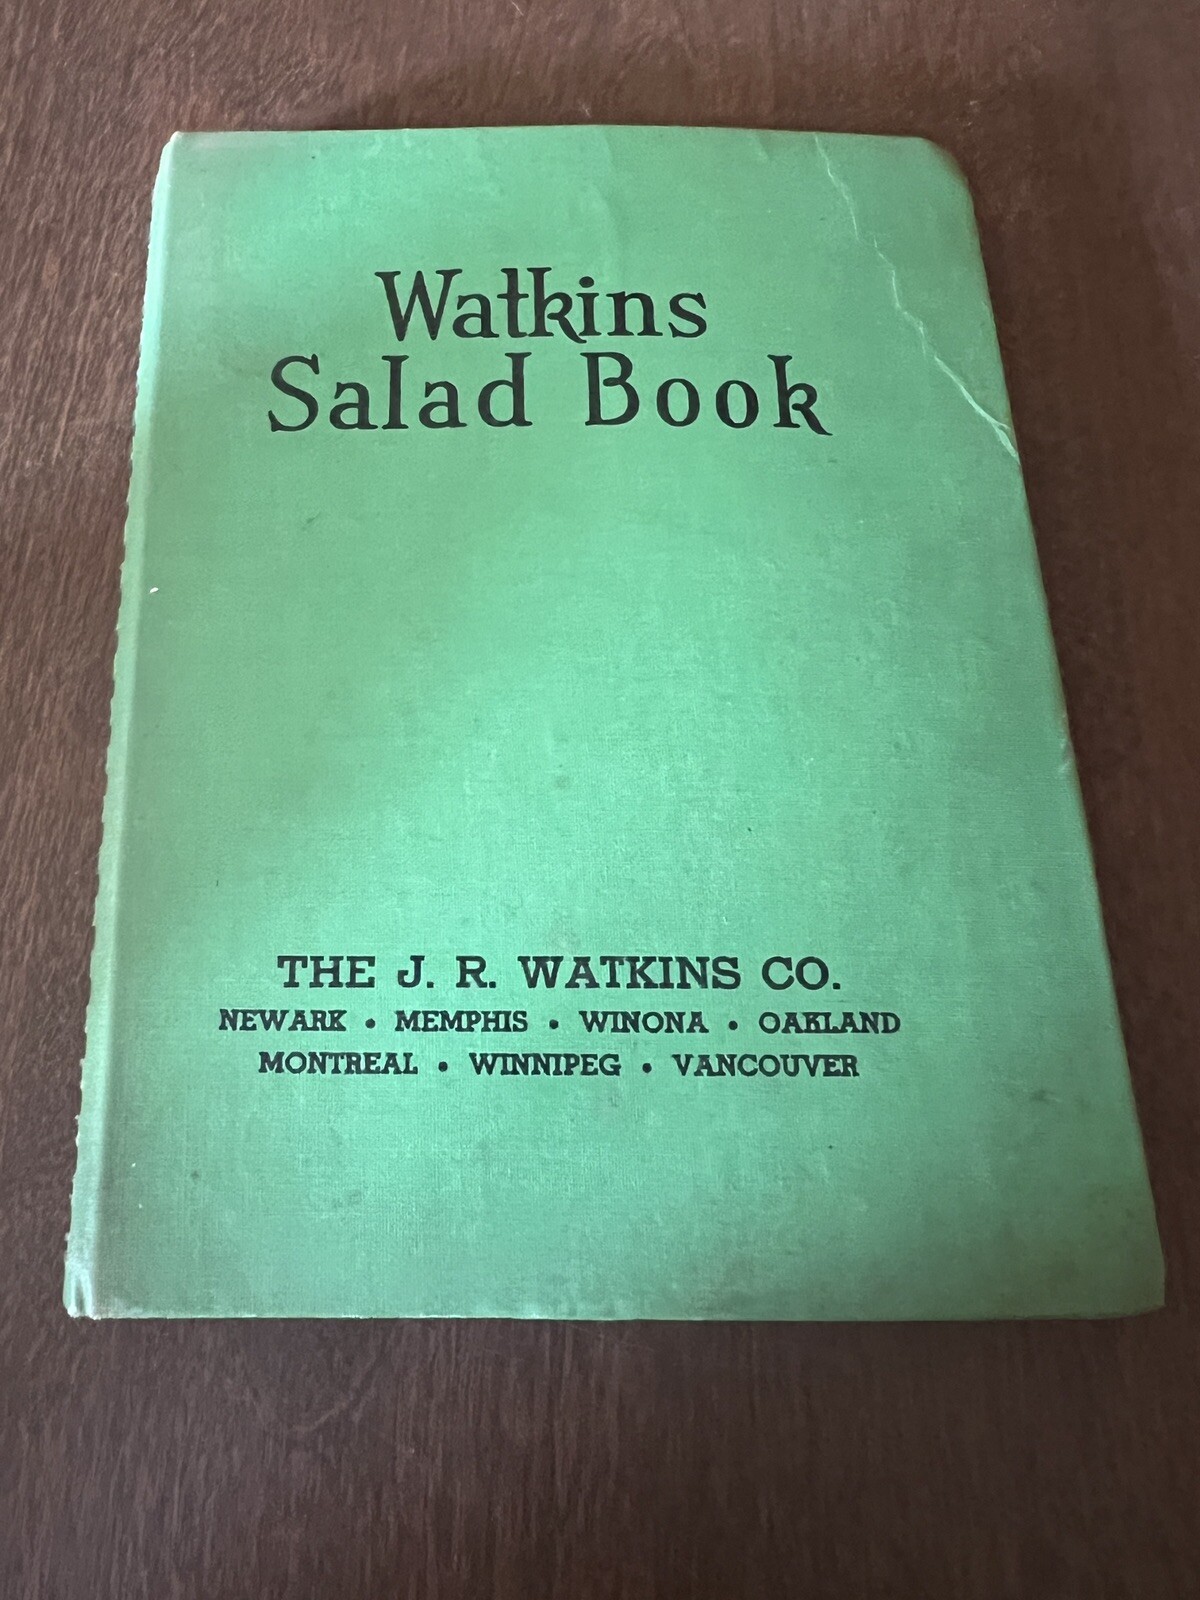 Watkins
Salad Book
THE J. R. WATKINS CO.
NEWARK • MEMPHIS • WINONA • OAKLAND
MONTREAL • WINNIPEG • VANCOUVER